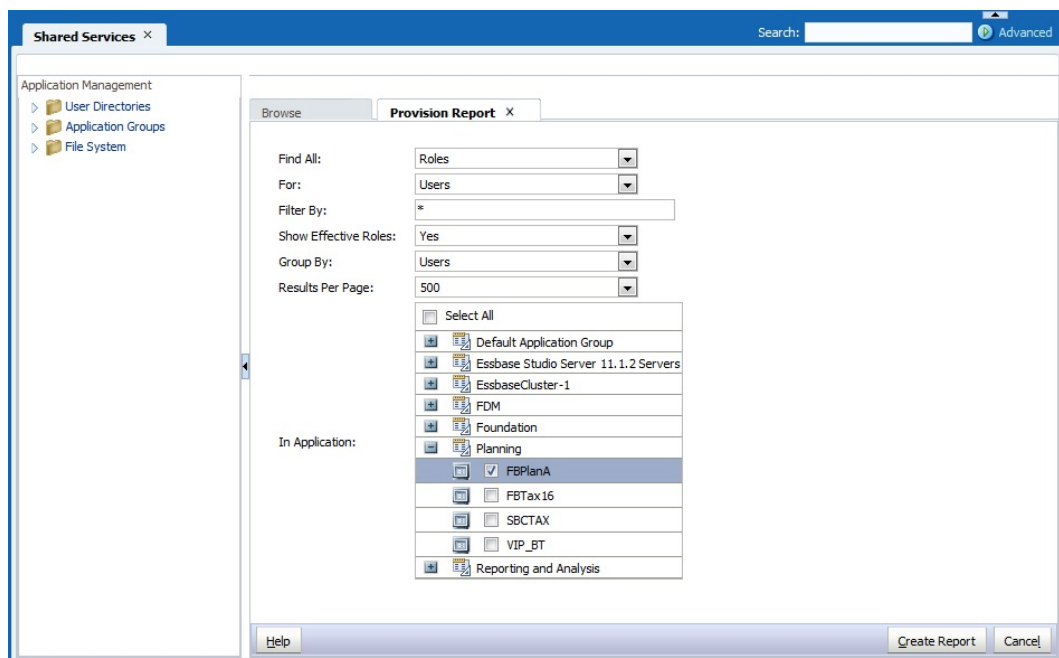 Shared Services ×
Search:
Advanced
Application Management
User Directories
Application Groups
File System
Browse
Provision Report ×
Find All: Roles
For: Users
Filter By: *
Show Effective Roles: Yes
Group By: Users
Results Per Page: 500
Select All
Default Application Group
Essbase Studio Server 11.1.2 Servers
EssbaseCluster-1
FDM
Foundation
In Application:
Planning
FBPlanA
FBTax16
SBCTAX
VIP_BT
Reporting and Analysis
Help
Create Report
Cancel